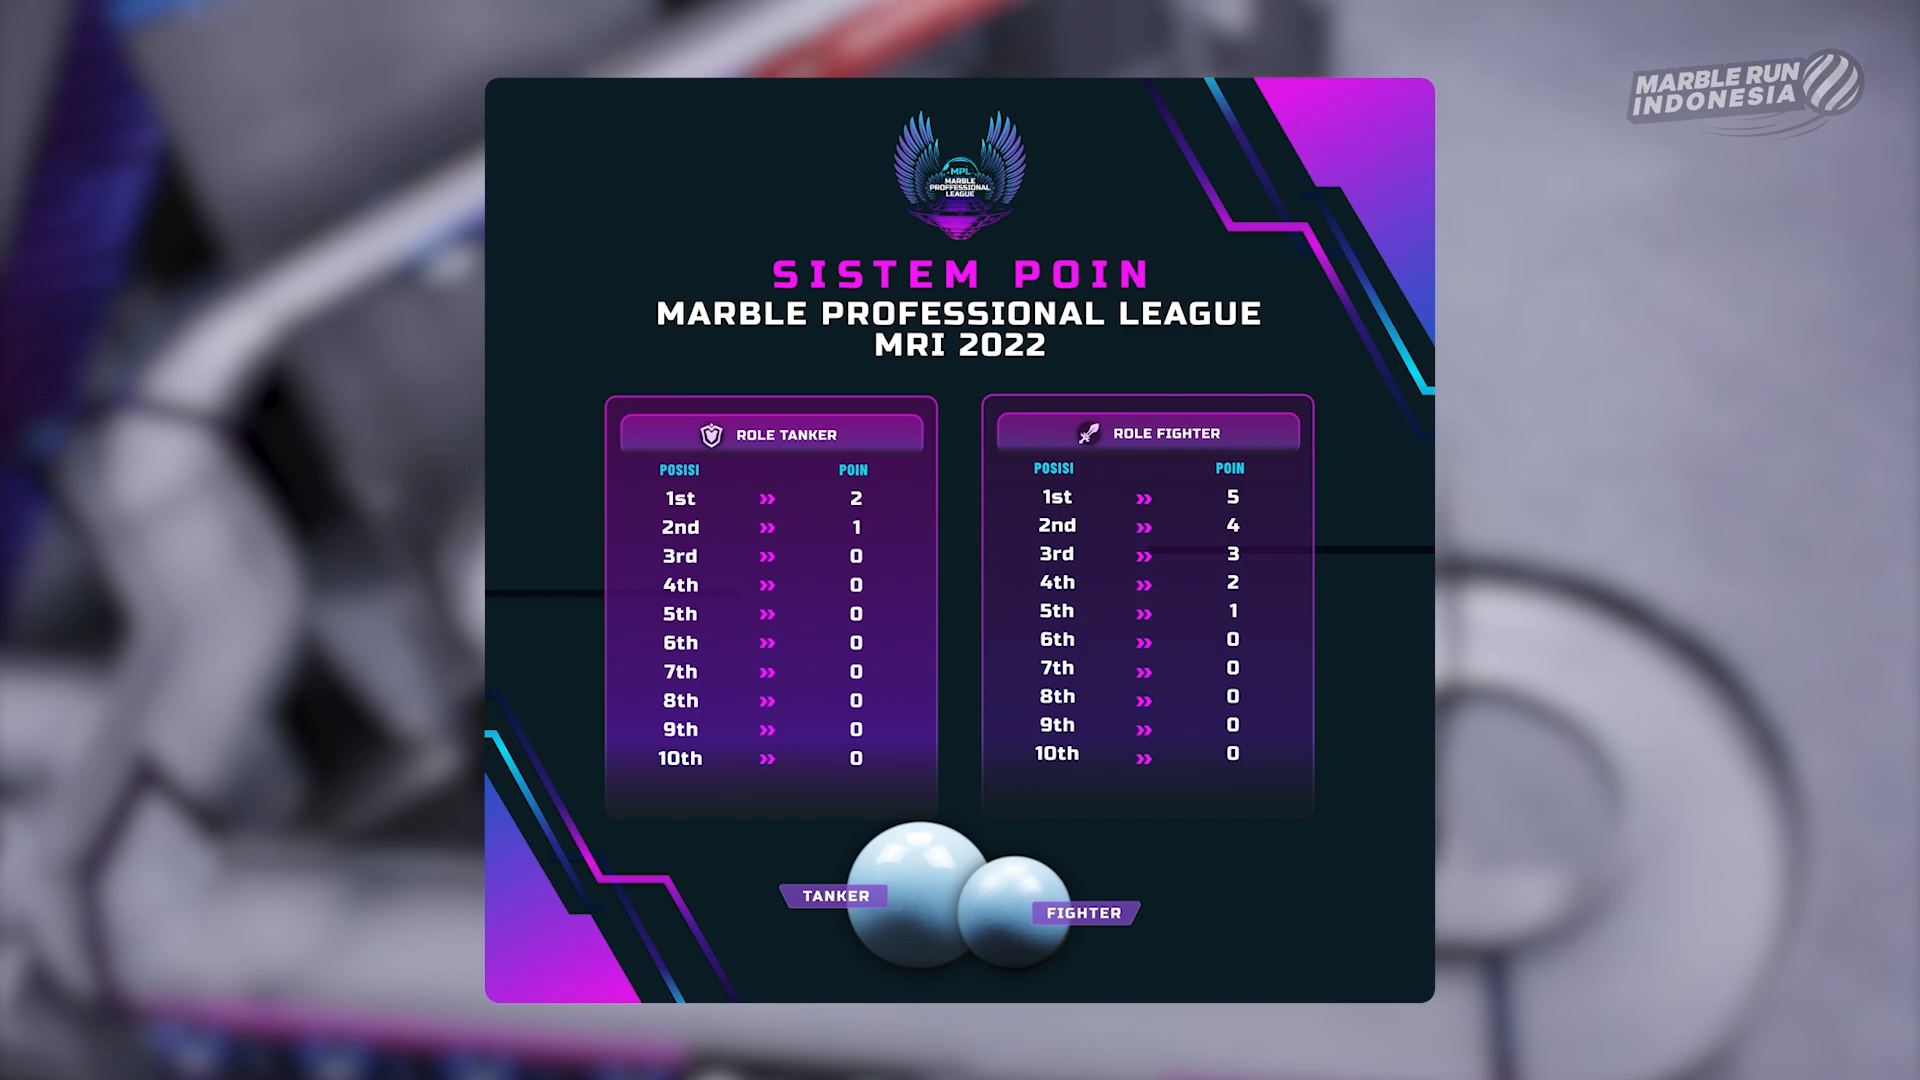 MARBLE RUN
INDONESIA
MPL
MARBLE
PROFFESSIONAL
LEAGUE
SISTEM POIN
MARBLE PROFESSIONAL LEAGUE
MRI 2022
ROLE TANKER
POSISI POIN
1st » 2
2nd » 1
3rd » 0
4th » 0
5th » 0
6th » 0
7th » 0
8th » 0
9th » 0
10th » 0
ROLE FIGHTER
POSISI POIN
1st » 5
2nd » 4
3rd » 3
4th » 2
5th » 1
6th » 0
7th » 0
8th » 0
9th » 0
10th » 0
TANKER
FIGHTER